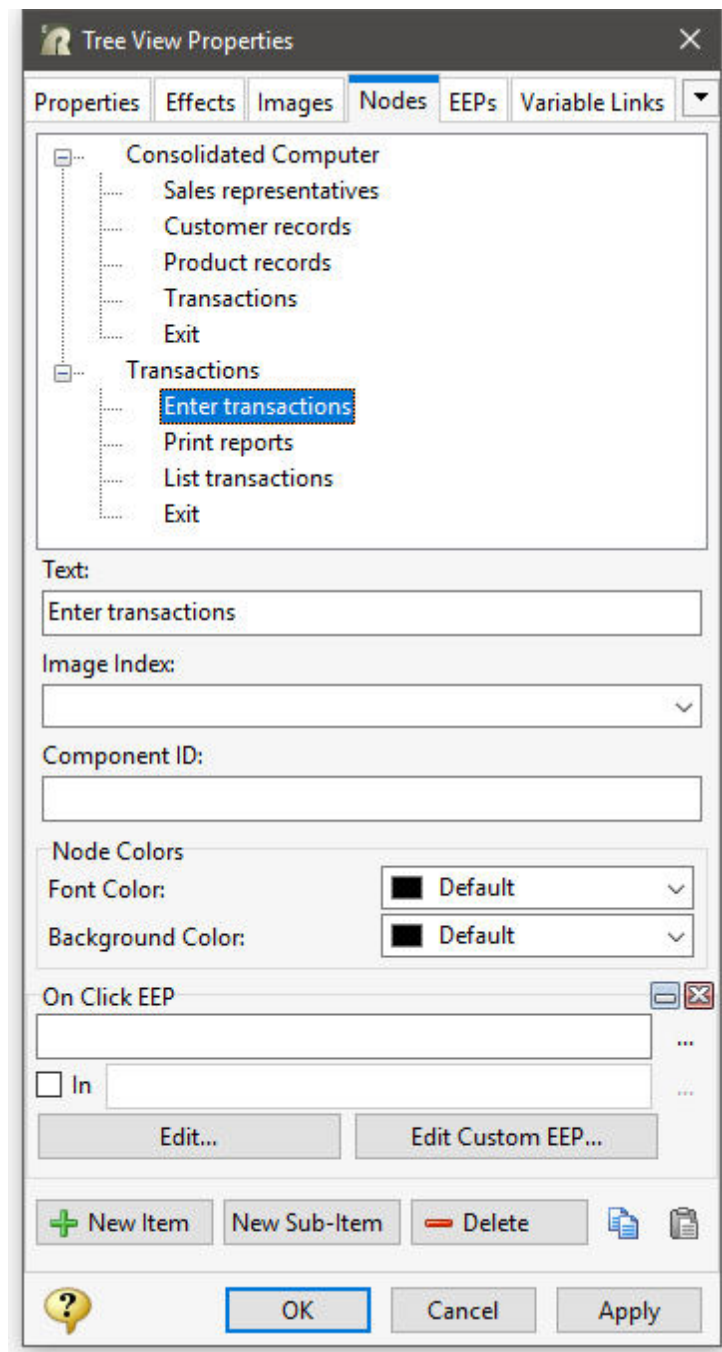 Tree View Properties
Properties Effects Images Nodes EEPs Variable Links
Consolidated Computer
Sales representatives
Customer records
Product records
Transactions
Exit
Transactions
Enter transactions
Print reports
List transactions
Exit
Text:
Enter transactions
Image Index:
Component ID:
Node Colors
Font Color: Default
Background Color: Default
On Click EEP
...
In ...
Edit... Edit Custom EEP...
New Item New Sub-Item Delete
? OK Cancel Apply